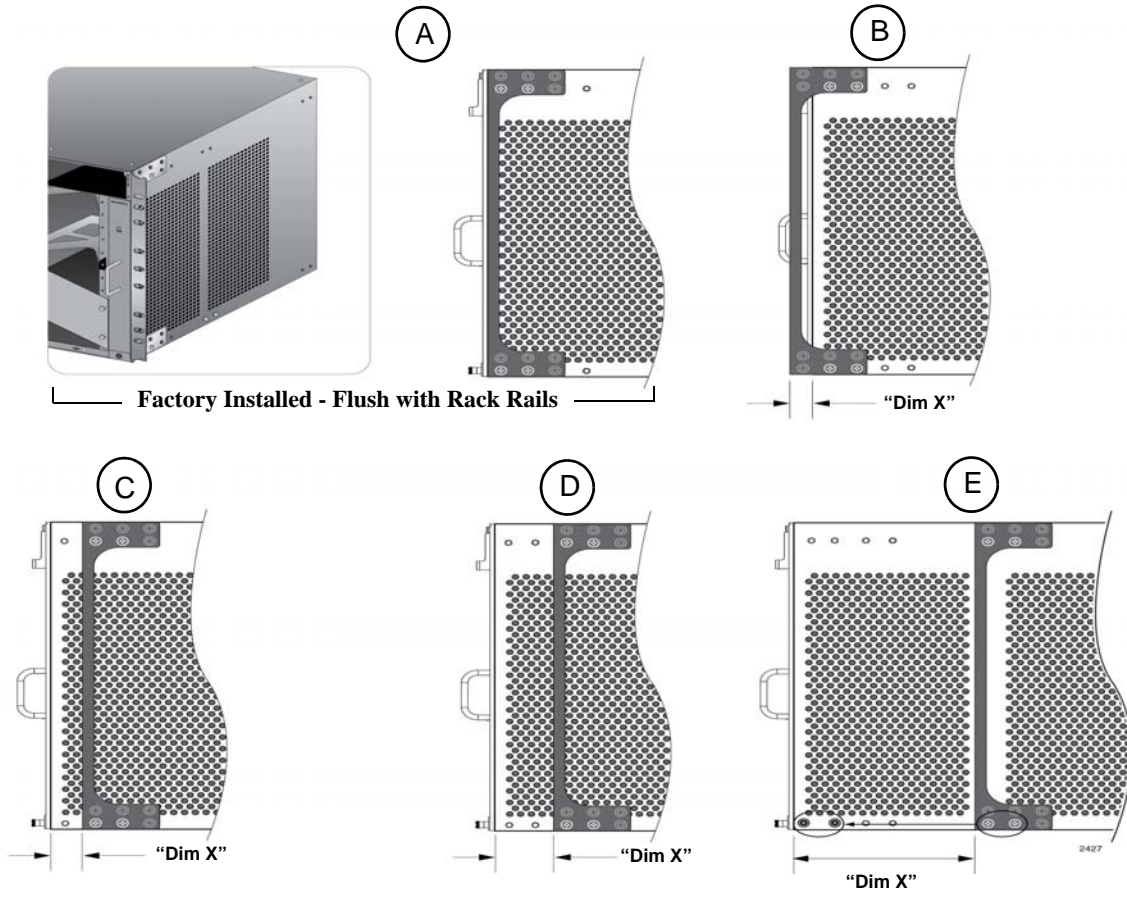 A
B
Factory Installed - Flush with Rack Rails
“Dim X”
C
D
E
“Dim X”
“Dim X”
2427
“Dim X”